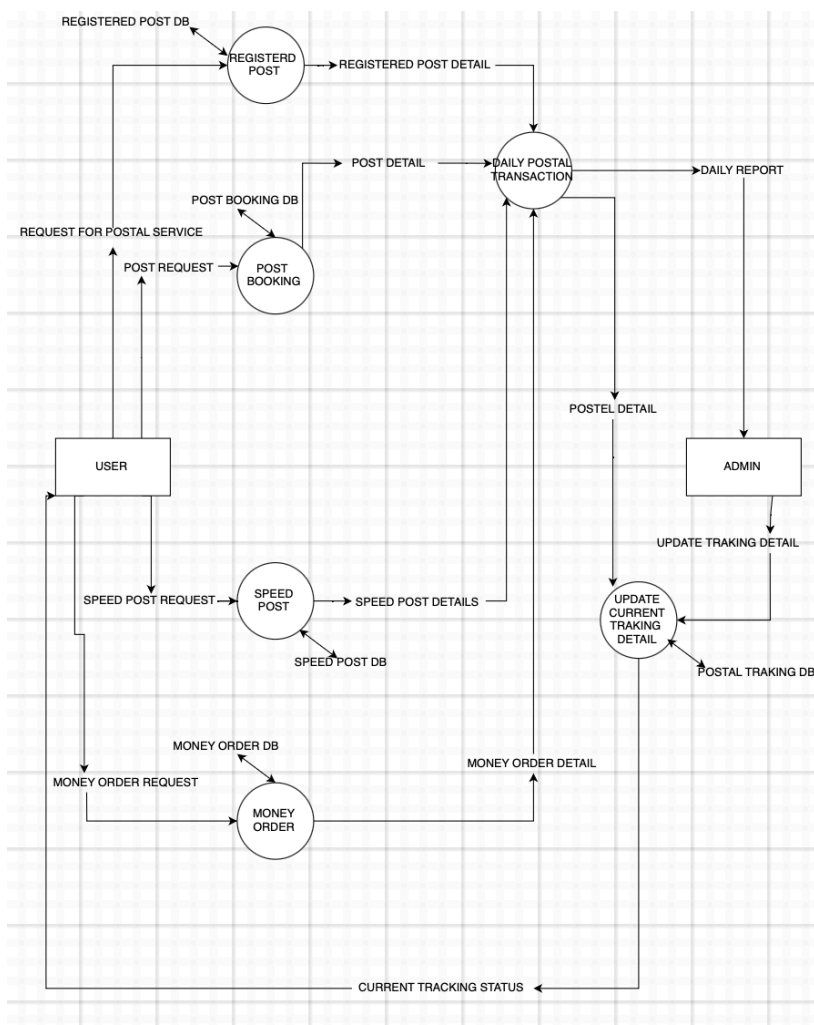 REGISTERED POST DB
REGISTERD
POST
REGISTERED POST DETAIL
POST DETAIL
DAILY POSTAL
TRANSACTION
DAILY REPORT
POST BOOKING DB
REQUEST FOR POSTAL SERVICE
POST REQUEST
POST
BOOKING
POSTEL DETAIL
USER
ADMIN
UPDATE TRAKING DETAIL
SPEED POST REQUEST
SPEED
POST
SPEED POST DETAILS
UPDATE
CURRENT
TRAKING
DETAIL
SPEED POST DB
POSTAL TRAKING DB
MONEY ORDER DB
MONEY ORDER DETAIL
MONEY ORDER REQUEST
MONEY
ORDER
CURRENT TRACKING STATUS